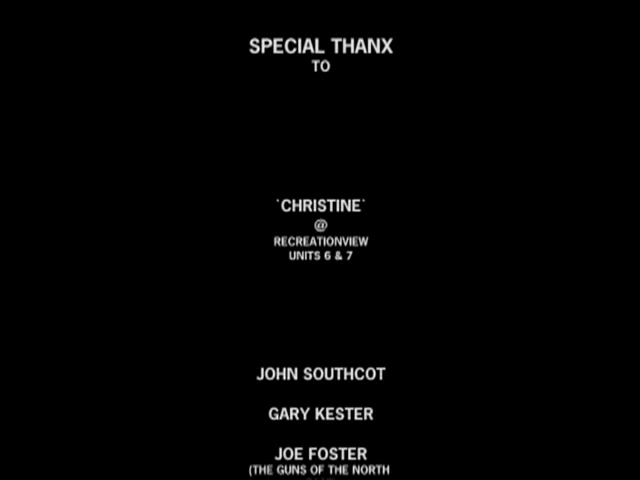 SPECIAL THANX
TO
`CHRISTINE`
@
RECREATIONVIEW
UNITS 6 & 7
JOHN SOUTHCOT
GARY KESTER
JOE FOSTER
(THE GUNS OF THE NORTH